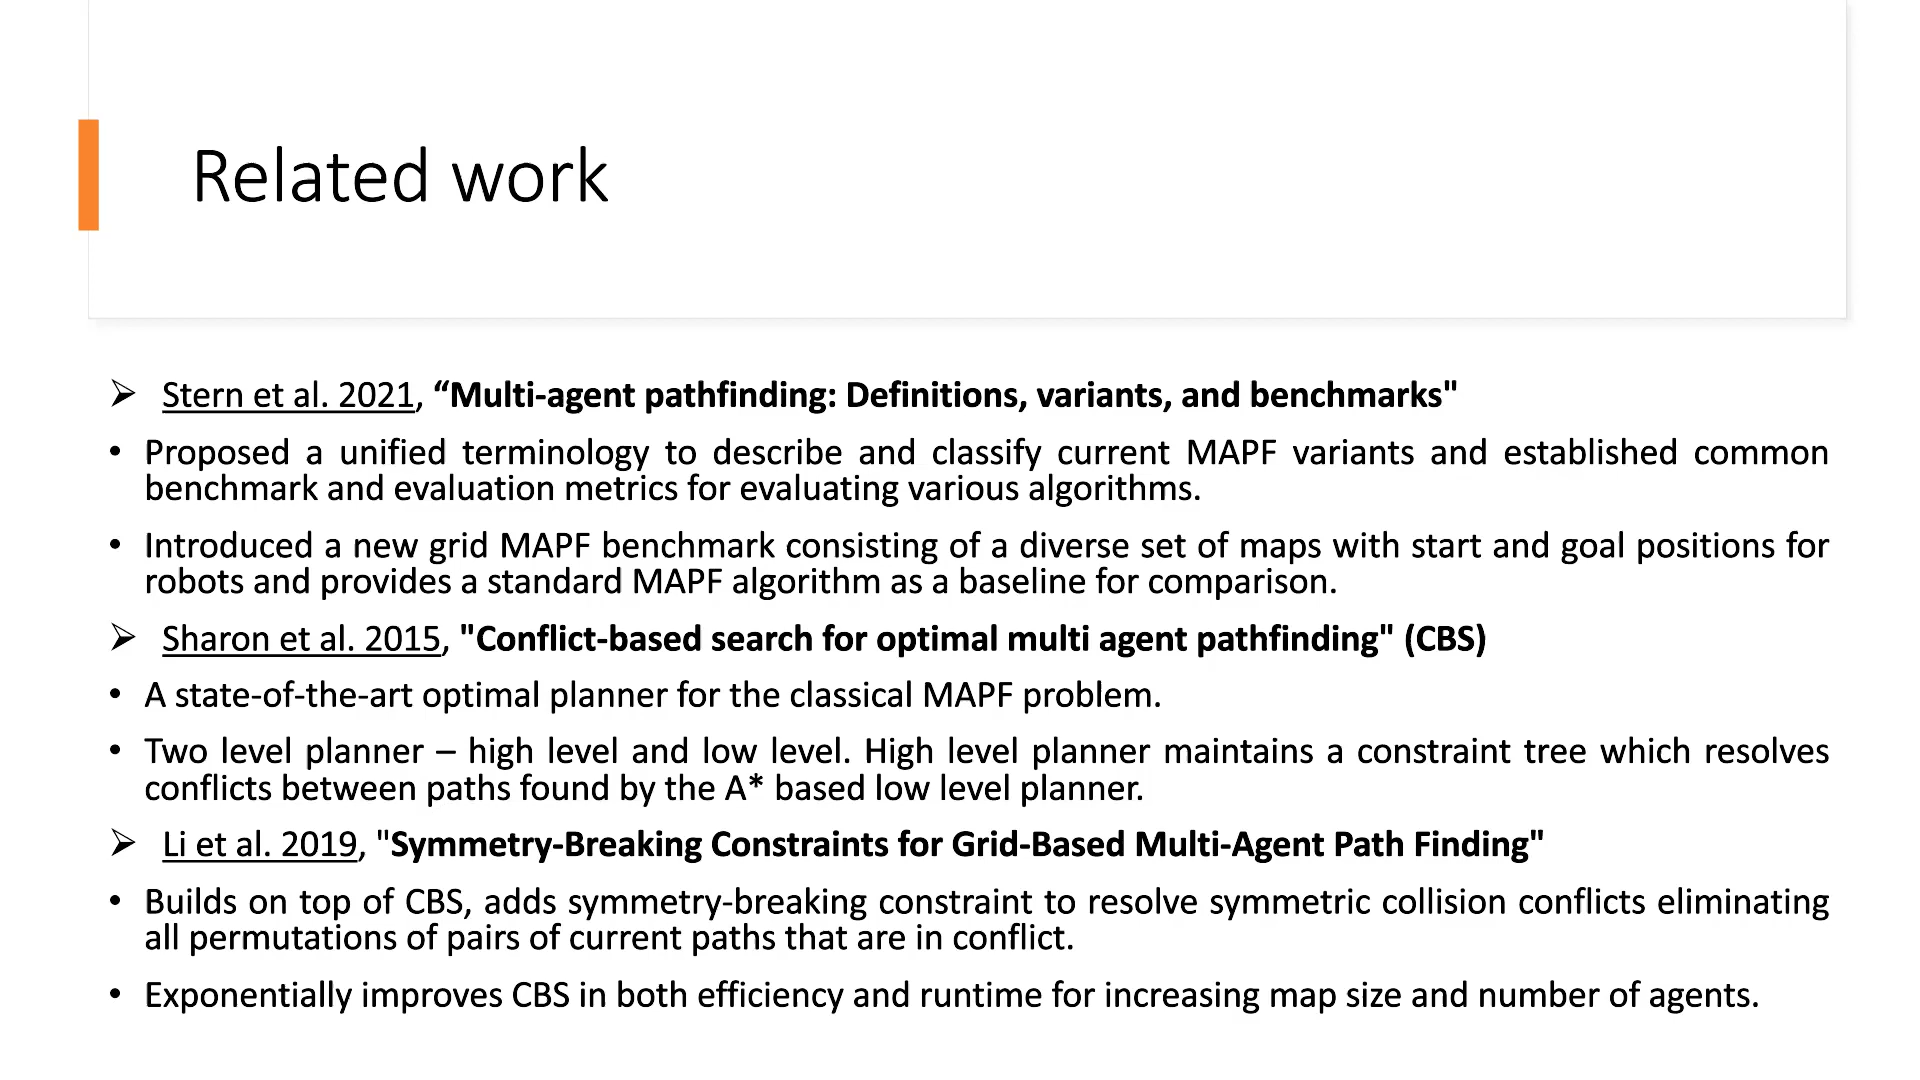 Related work
➢ Stern et al. 2021, “Multi-agent pathfinding: Definitions, variants, and benchmarks"
• Proposed a unified terminology to describe and classify current MAPF variants and established common
benchmark and evaluation metrics for evaluating various algorithms.
• Introduced a new grid MAPF benchmark consisting of a diverse set of maps with start and goal positions for
robots and provides a standard MAPF algorithm as a baseline for comparison.
➢ Sharon et al. 2015, "Conflict-based search for optimal multi agent pathfinding" (CBS)
• A state-of-the-art optimal planner for the classical MAPF problem.
• Two level planner – high level and low level. High level planner maintains a constraint tree which resolves
conflicts between paths found by the A* based low level planner.
➢ Li et al. 2019, "Symmetry-Breaking Constraints for Grid-Based Multi-Agent Path Finding"
• Builds on top of CBS, adds symmetry-breaking constraint to resolve symmetric collision conflicts eliminating
all permutations of pairs of current paths that are in conflict.
• Exponentially improves CBS in both efficiency and runtime for increasing map size and number of agents.